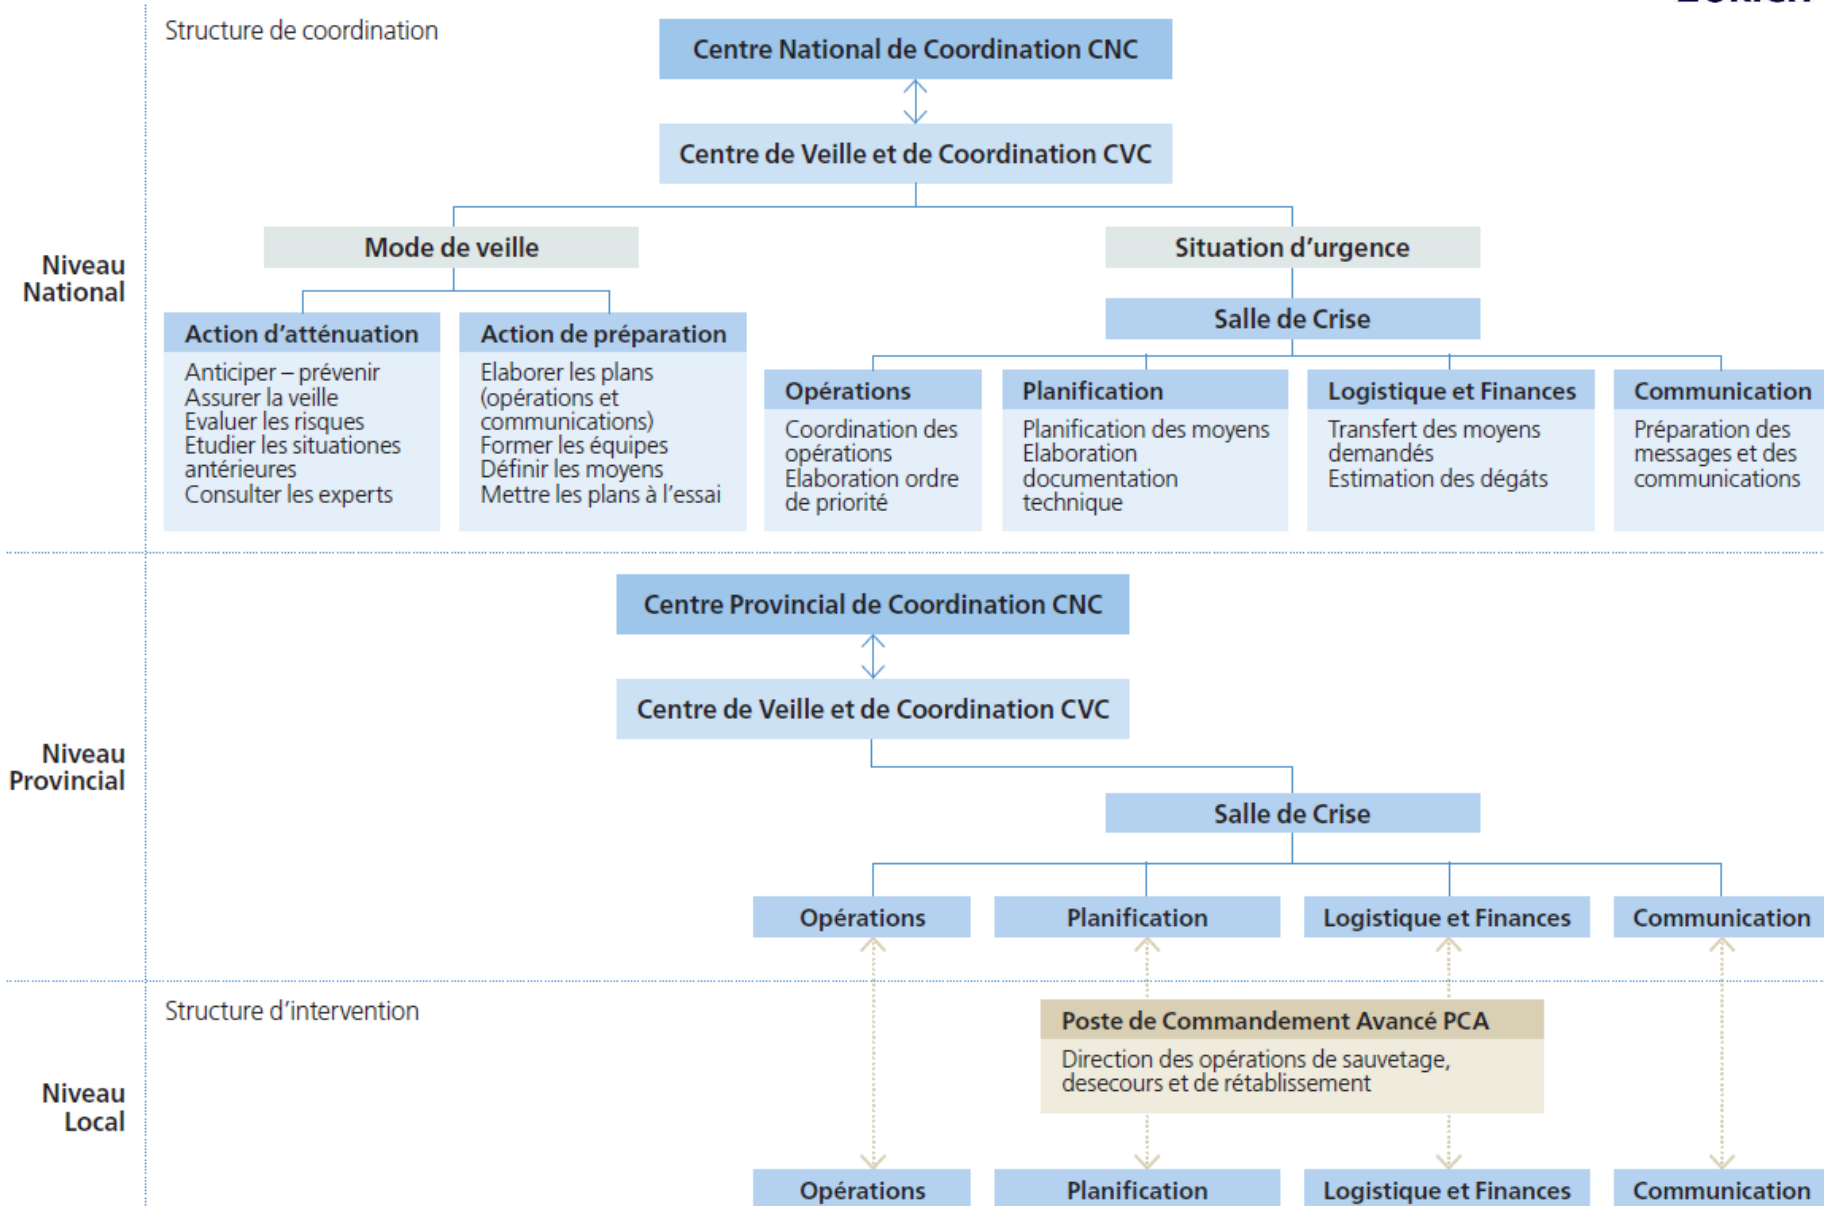 Structure de coordination
Centre National de Coordination CNC
Centre de Veille et de Coordination CVC
Niveau
National
Mode de veille
Situation d'urgence
Salle de Crise
Action d'atténuation
Anticiper – prévenir
Assurer la veille
Evaluer les risques
Etudier les situationes
antérieures
Consulter les experts
Action de préparation
Elaborer les plans
(opérations et
communications)
Former les équipes
Définir les moyens
Mettre les plans à l'essai
Opérations
Coordination des
opérations
Elaboration ordre
de priorité
Planification
Planification des moyens
Elaboration
documentation
technique
Logistique et Finances
Transfert des moyens
demandés
Estimation des dégâts
Communication
Préparation des
messages et des
communications
Niveau
Provincial
Centre Provincial de Coordination CNC
Centre de Veille et de Coordination CVC
Salle de Crise
Opérations
Planification
Logistique et Finances
Communication
Structure d'intervention
Niveau
Local
Poste de Commandement Avancé PCA
Direction des opérations de sauvetage,
desecours et de rétablissement
Opérations
Planification
Logistique et Finances
Communication